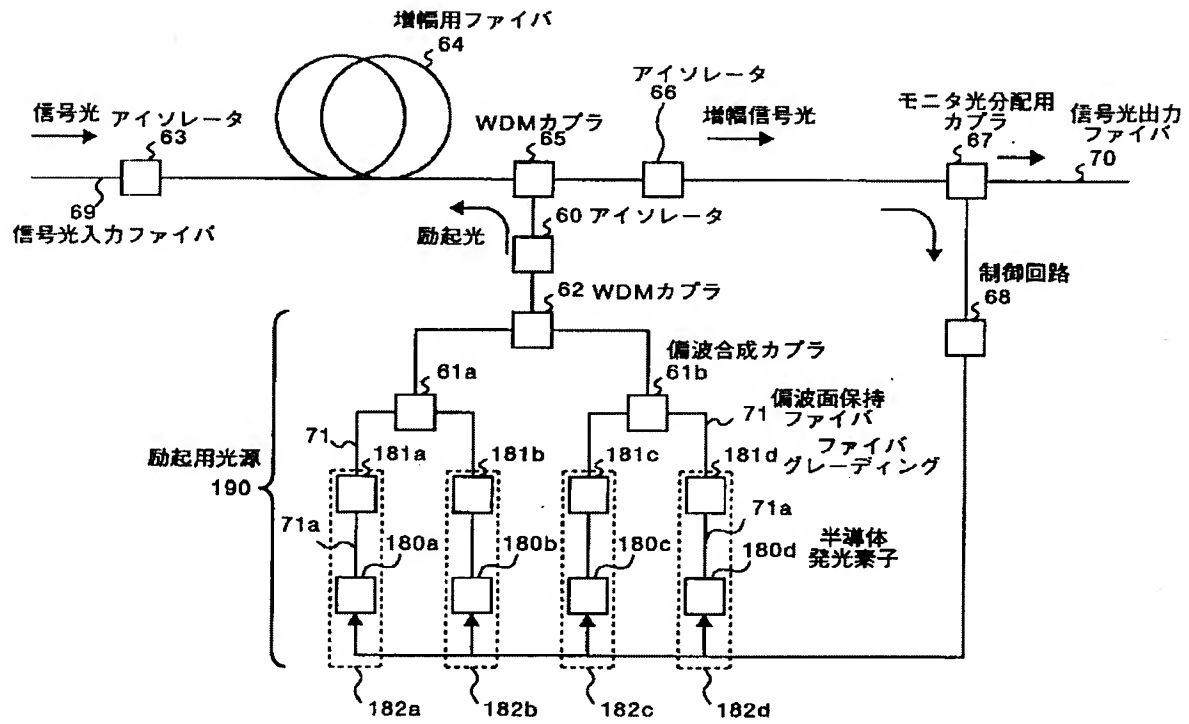 増幅用ファイバ
64
信号光
アイソレータ
63
WDMカプラ
65
アイソレータ
66
増幅信号光
モニタ光分配用
カプラ
67
信号光出力
ファイバ
70
69
信号光入力ファイバ
励起光
60 アイソレータ
62 WDMカプラ
制御回路
68
偏波合成カプラ
61a
61b
偏波面保持
ファイバ
71
71
ファイバ
グレーディング
励起用光源
190
181a
181b
181c
181d
71a
71a
半導体
発光素子
180a
180b
180c
180d
182a
182b
182c
182d